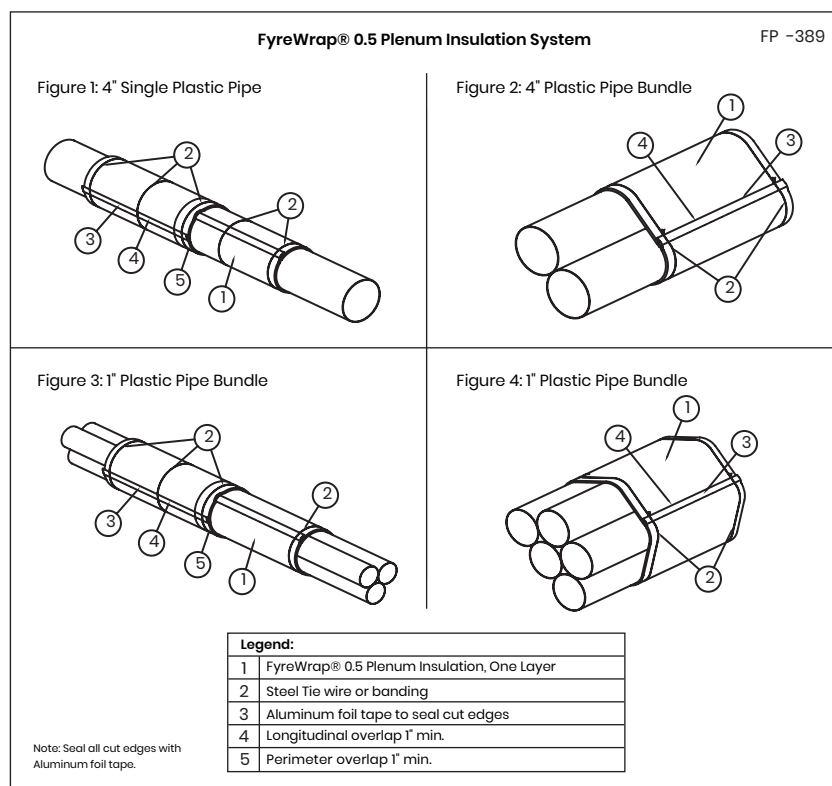 FyreWrap® 0.5 Plenum Insulation System
FP -389
Figure 1: 4" Single Plastic Pipe
2
2
3
4
5
1
Figure 2: 4" Plastic Pipe Bundle
1
4
3
2
Figure 3: 1" Plastic Pipe Bundle
2
2
3
4
5
1
Figure 4: 1" Plastic Pipe Bundle
1
4
3
2
Legend:
1 FyreWrap® 0.5 Plenum Insulation, One Layer
2 Steel Tie wire or banding
3 Aluminum foil tape to seal cut edges
4 Longitudinal overlap 1" min.
5 Perimeter overlap 1" min.
Note: Seal all cut edges with
Aluminum foil tape.